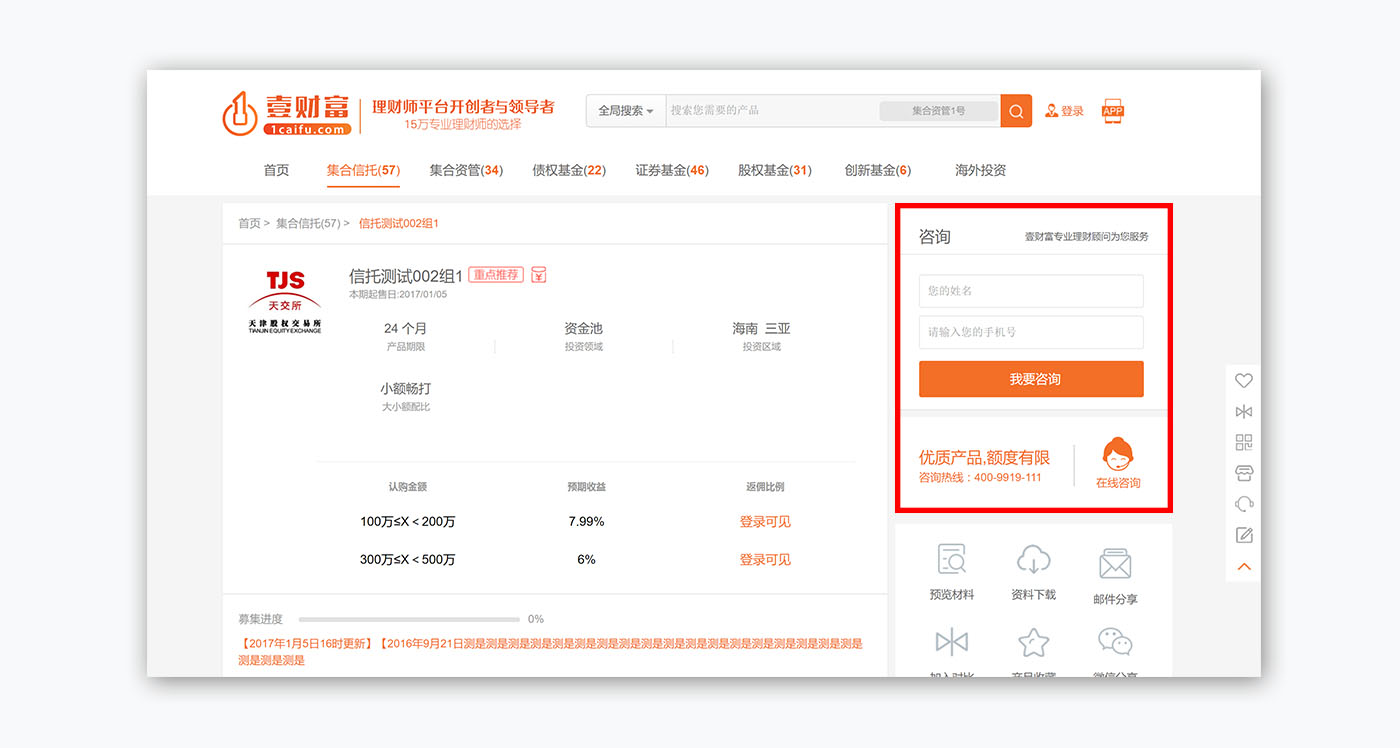 壹财富
1caifu.com
理财师平台开创者与领导者
15万专业理财师的选择
全局搜索
搜索您需要的产品
集合资管1号
登录
APP
首页
集合信托(57)
集合资管(34)
债权基金(22)
证券基金(46)
股权基金(31)
创新基金(6)
海外投资
首页 > 集合信托(57) > 信托测试002组1
TJS
天交所
天津股权交易所
TIANJIN EQUITY EXCHANGE
信托测试002组1 重点推荐
本期起售日:2017/01/05
24 个月
产品期限
资金池
投资领域
海南 三亚
投资区域
小额畅打
大小额配比
认购金额 预期收益 返佣比例
100万≤X < 200万 7.99% 登录可见
300万≤X < 500万 6% 登录可见
募集进度 0%
【2017年1月5日16时更新】【2016年9月21日测是测是测是测是测是测是测是测是测是测是测是测是测是测是测是测是测是测是
测是测是测是
咨询
壹财富专业理财顾问为您服务
您的姓名
请输入您的手机号
我要咨询
优质产品,额度有限
咨询热线：400-9919-111
在线咨询
预览材料
资料下载
邮件分享
加入对比
产品收藏
微信分享